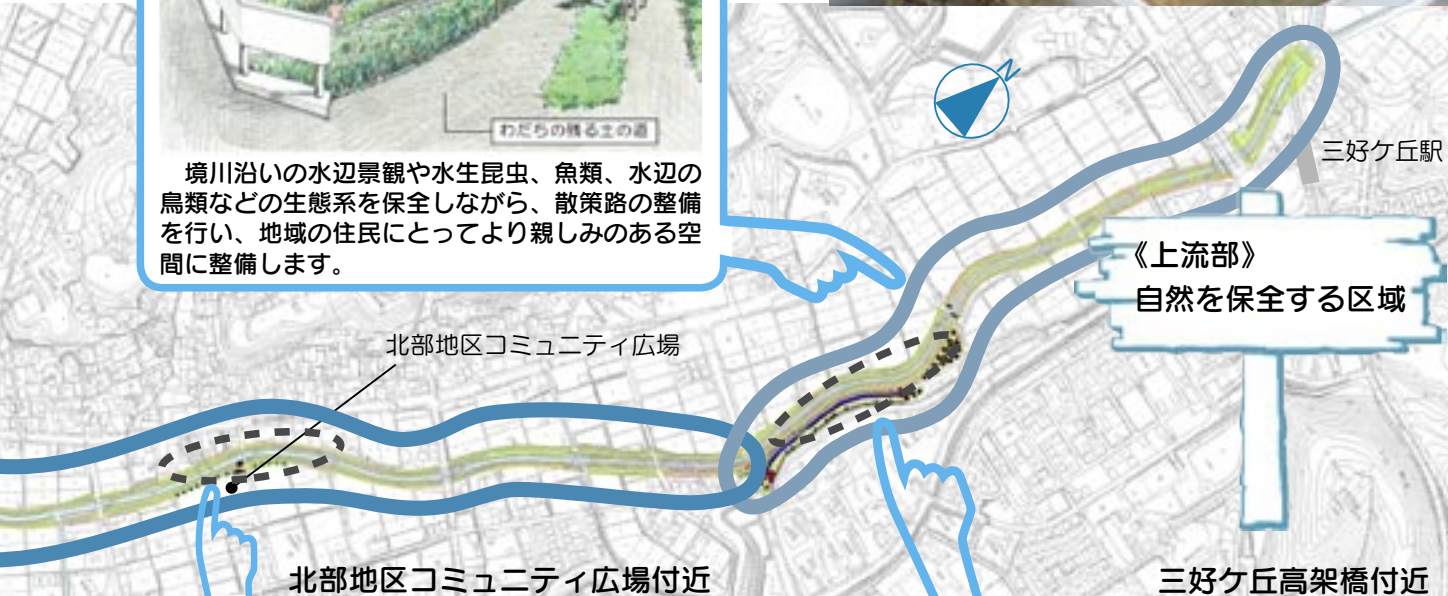 わだちの残る土の道
境川沿いの水辺景観や水生昆虫、魚類、水辺の
鳥類などの生態系を保全しながら、散策路の整備
を行い、地域の住民にとってより親しみのある空
間に整備します。
N
三好ケ丘駅
《上流部》
自然を保全する区域
北部地区コミュニティ広場
北部地区コミュニティ広場付近
三好ケ丘高架橋付近